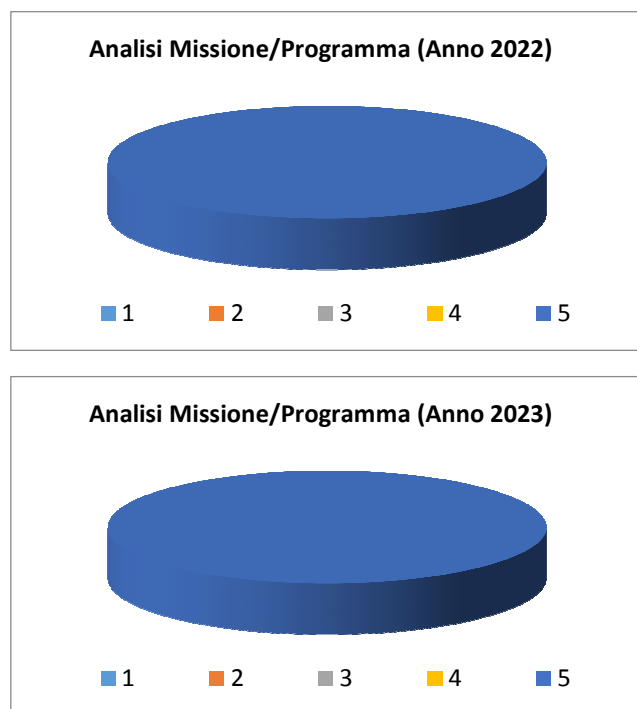 Analisi Missione/Programma (Anno 2022)
1 2 3 4 5
Analisi Missione/Programma (Anno 2023)
1 2 3 4 5